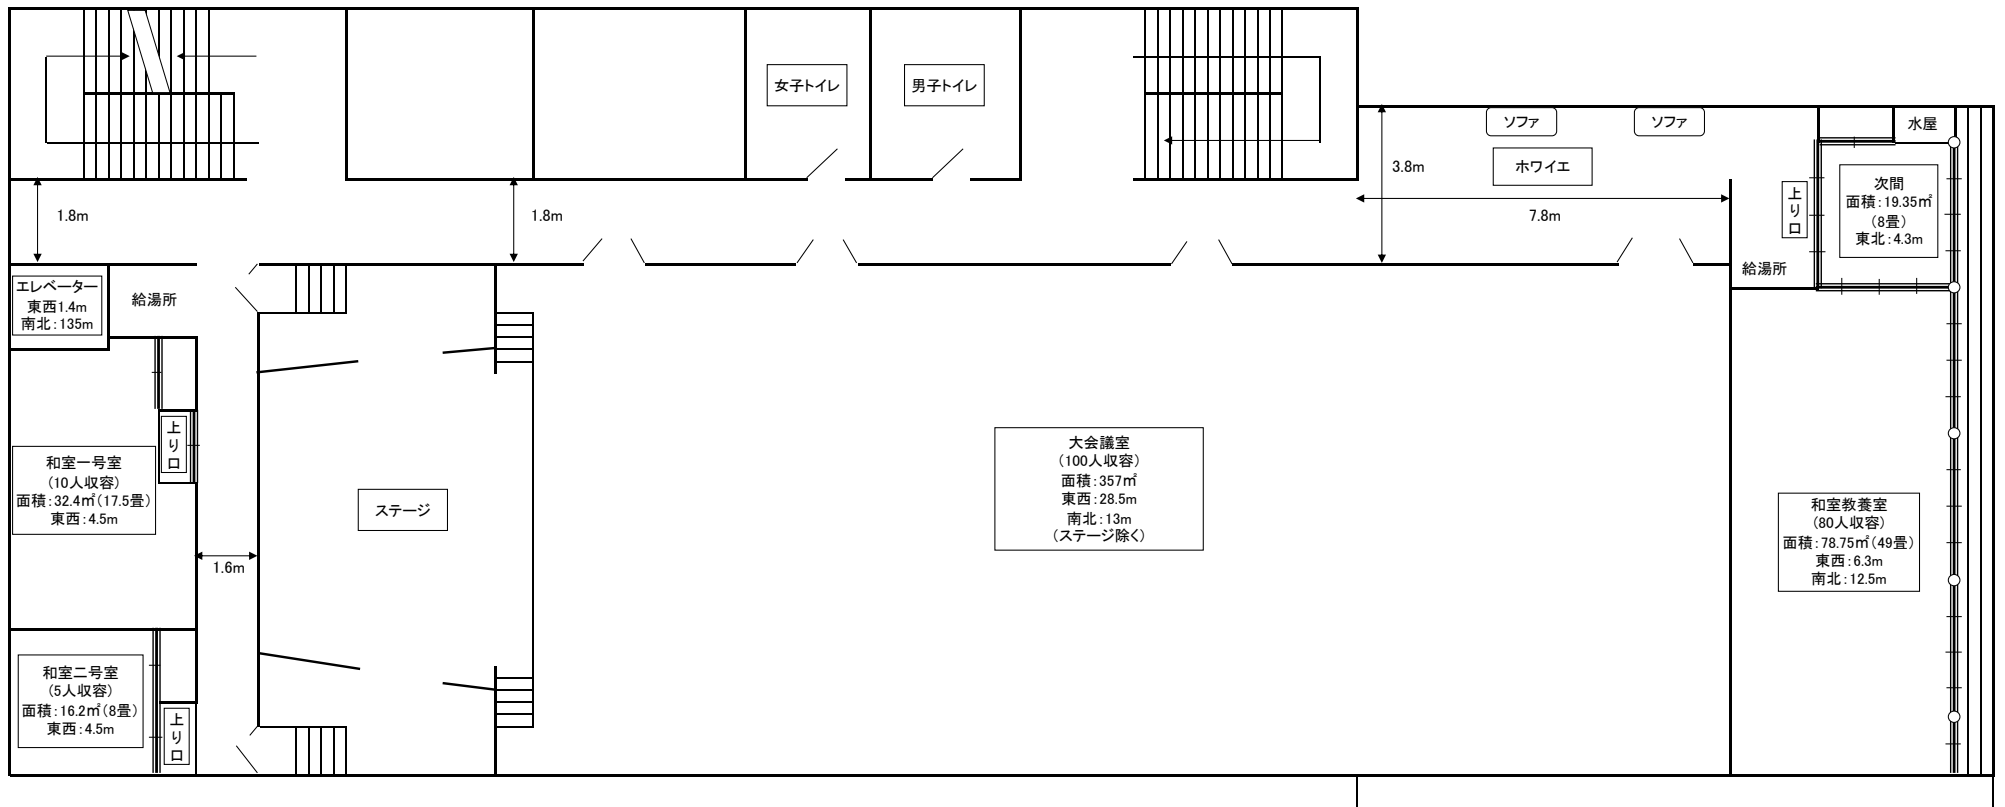 女子トイレ
男子トイレ
ソファ
ソファ
水屋
3.8m
ホワイエ
次間
面積：19.35㎡
(8畳)
東北：4.3m
上り口
1.8m
1.8m
7.8m
給湯所
エレベーター
東西1.4m
南北：135m
給湯所
上り口
和室一号室
(10人収容)
面積：32.4㎡(17.5畳)
東西：4.5m
ステージ
大会議室
(100人収容)
面積：357㎡
東西：28.5m
南北：13m
(ステージ除く)
和室教養室
(80人収容)
面積：78.75㎡(49畳)
東西：6.3m
南北：12.5m
1.6m
和室二号室
(5人収容)
面積：16.2㎡(8畳)
東西：4.5m
上り口